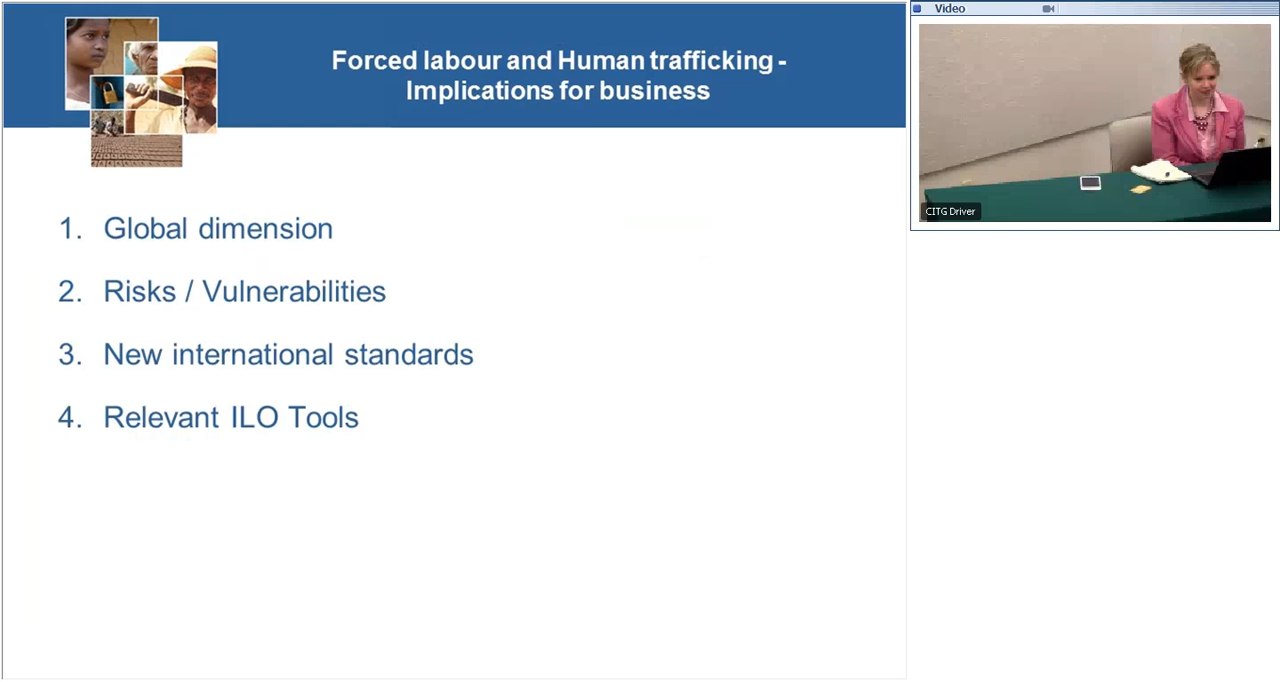 Forced labour and Human trafficking -
Implications for business
1. Global dimension
2. Risks / Vulnerabilities
3. New international standards
4. Relevant ILO Tools
Video
CITG Driver